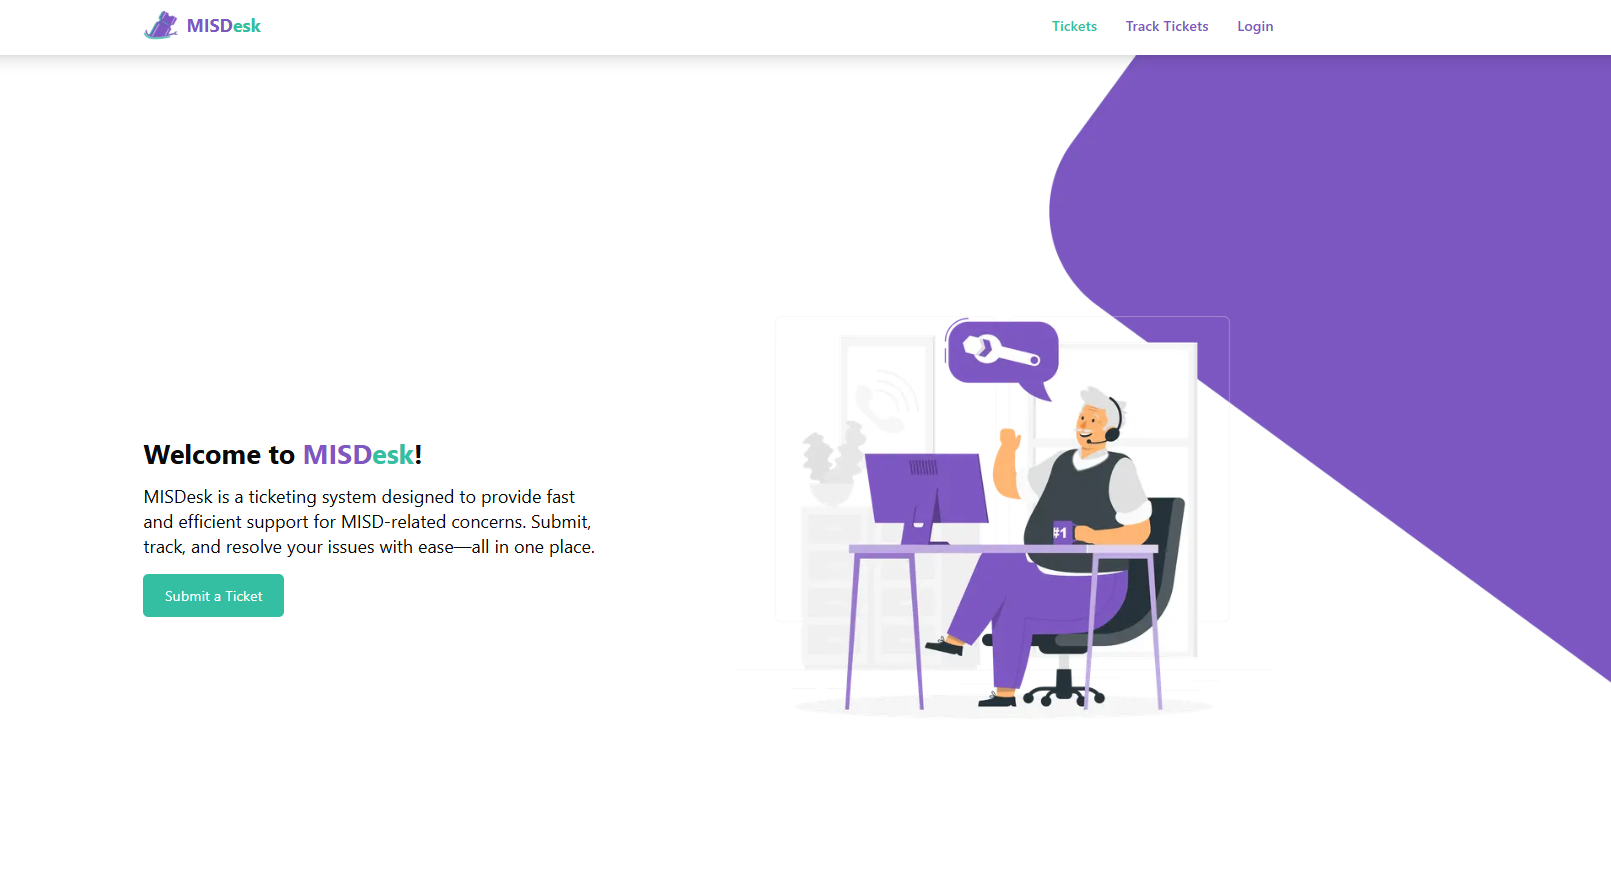 MISDesk
Tickets
Track Tickets
Login
Welcome to MISDesk!
MISDesk is a ticketing system designed to provide fast
and efficient support for MISD-related concerns. Submit,
track, and resolve your issues with ease—all in one place.
Submit a Ticket
#1